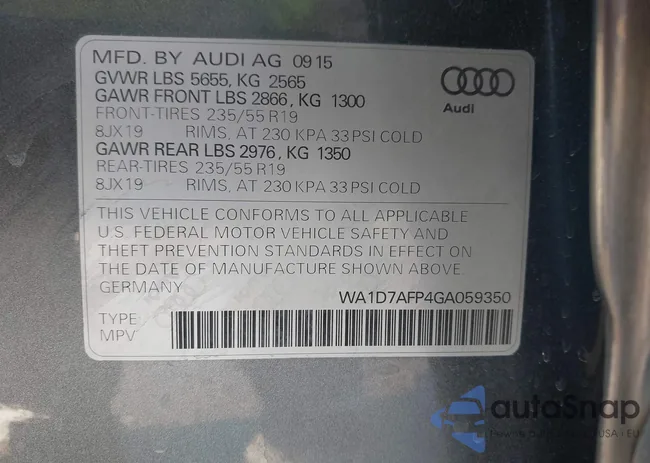 MFD. BY AUDI AG 09 15
GVWR LBS 5655, KG 2565
GAWR FRONT LBS 2866, KG 1300
FRONT-TIRES 235/55 R19
8JX19 RIMS, AT 230 KPA 33 PSI COLD
GAWR REAR LBS 2976, KG 1350
REAR-TIRES 235/55 R19
8JX19 RIMS, AT 230 KPA 33 PSI COLD
Audi
THIS VEHICLE CONFORMS TO ALL APPLICABLE
U.S. FEDERAL MOTOR VEHICLE SAFETY AND
THEFT PREVENTION STANDARDS IN EFFECT ON
THE DATE OF MANUFACTURE SHOWN ABOVE.
GERMANY
WA1D7AFP4GA059350
TYPE
MPV
autoSnap
USA | EU